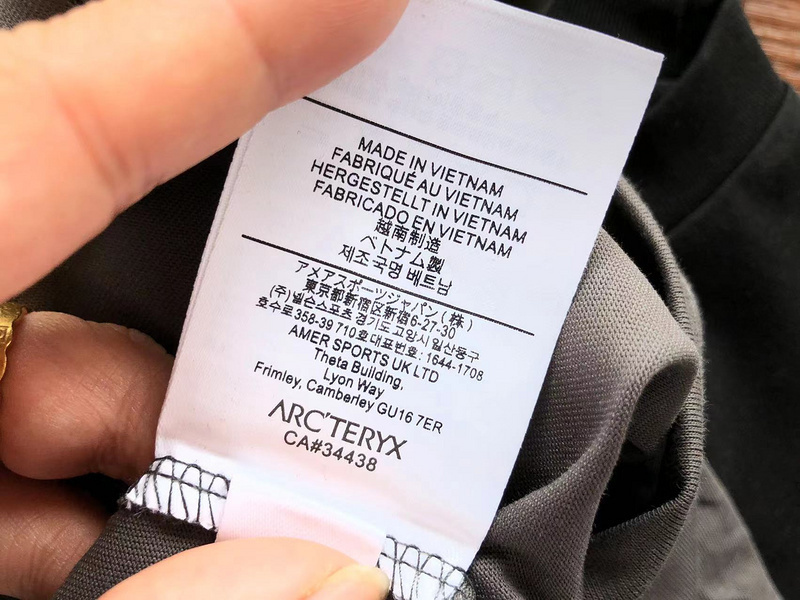 MADE IN VIETNAM
FABRIQUÉ AU VIETNAM
HERGESTELLT IN VIETNAM
FABRICADO EN VIETNAM
越南制造
ベトナム製
제조국명 베트남
アメアスポーツジャパン(株)
東京都新宿区新宿6-27-30
(주)넬슨스포츠 경기도 고양시 일산동구
호수로358-39 710호 대표번호: 1644-1708
AMER SPORTS UK LTD
Theta Building,
Lyon Way
Frimley, Camberley GU16 7ER
ARC'TERYX
CA#34438